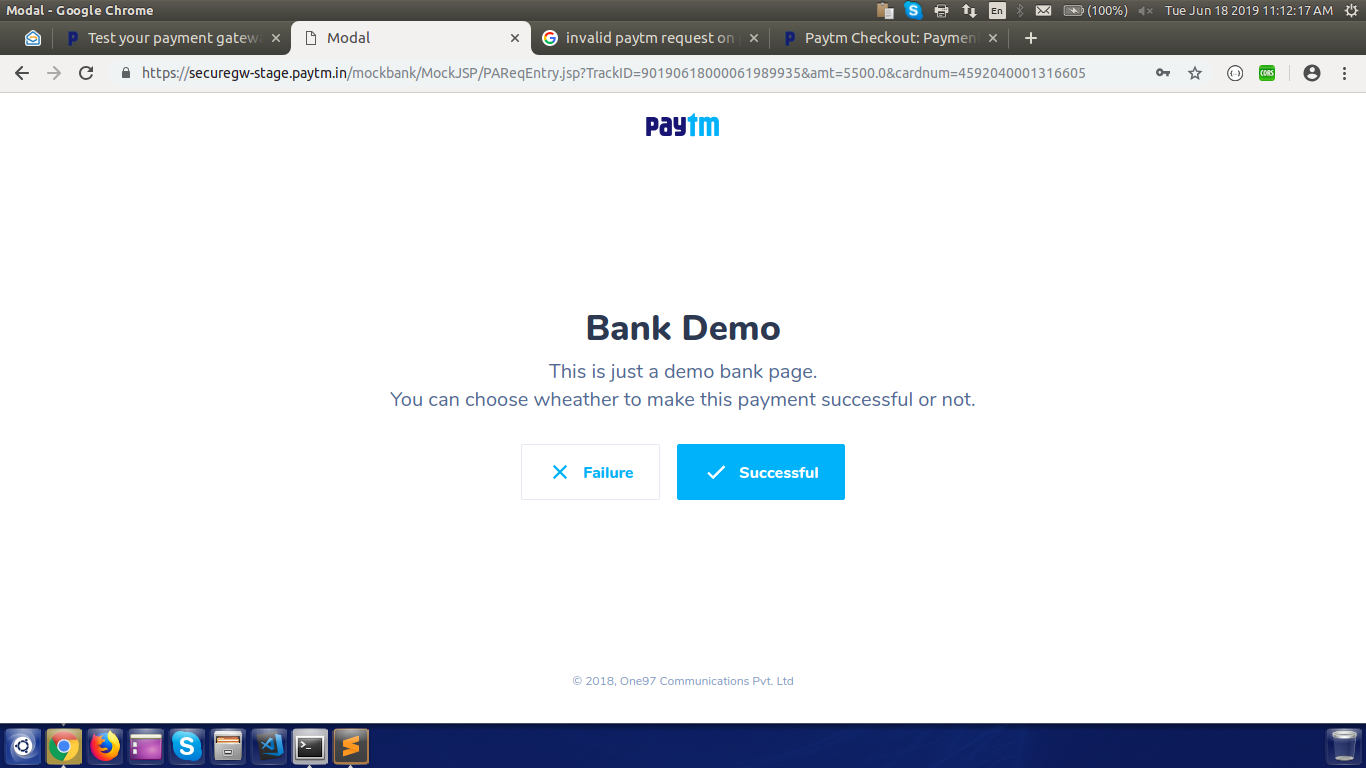 Modal - Google Chrome
En
(100%)
Tue Jun 18 2019 11:12:17 AM
Test your payment gatew
Modal
invalid paytm request on
Paytm Checkout: Paymen
https://securegw-stage.paytm.in/mockbank/MockJSP/PAReqEntry.jsp?TrackID=90190618000061989935&amt=5500.0&cardnum=4592040001316605
CORS
paytm
Bank Demo
This is just a demo bank page.
You can choose wheather to make this payment successful or not.
Failure
Successful
© 2018, One97 Communications Pvt. Ltd